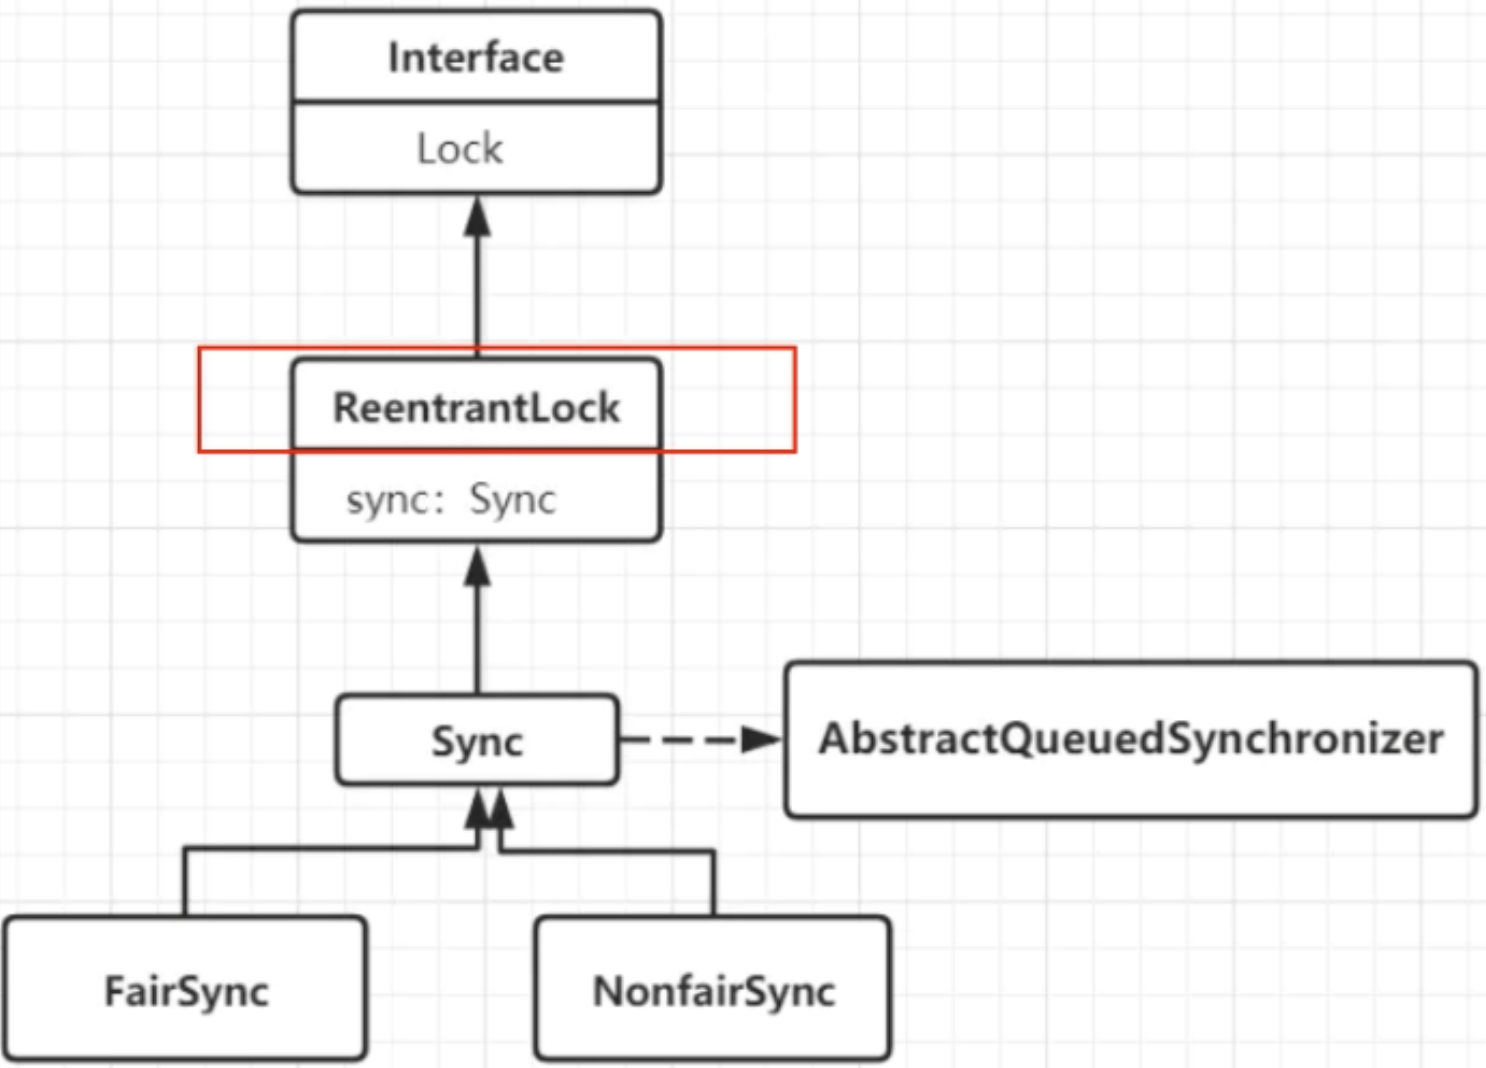 Interface
Lock
ReentrantLock
sync: Sync
Sync
AbstractQueuedSynchronizer
FairSync
NonfairSync